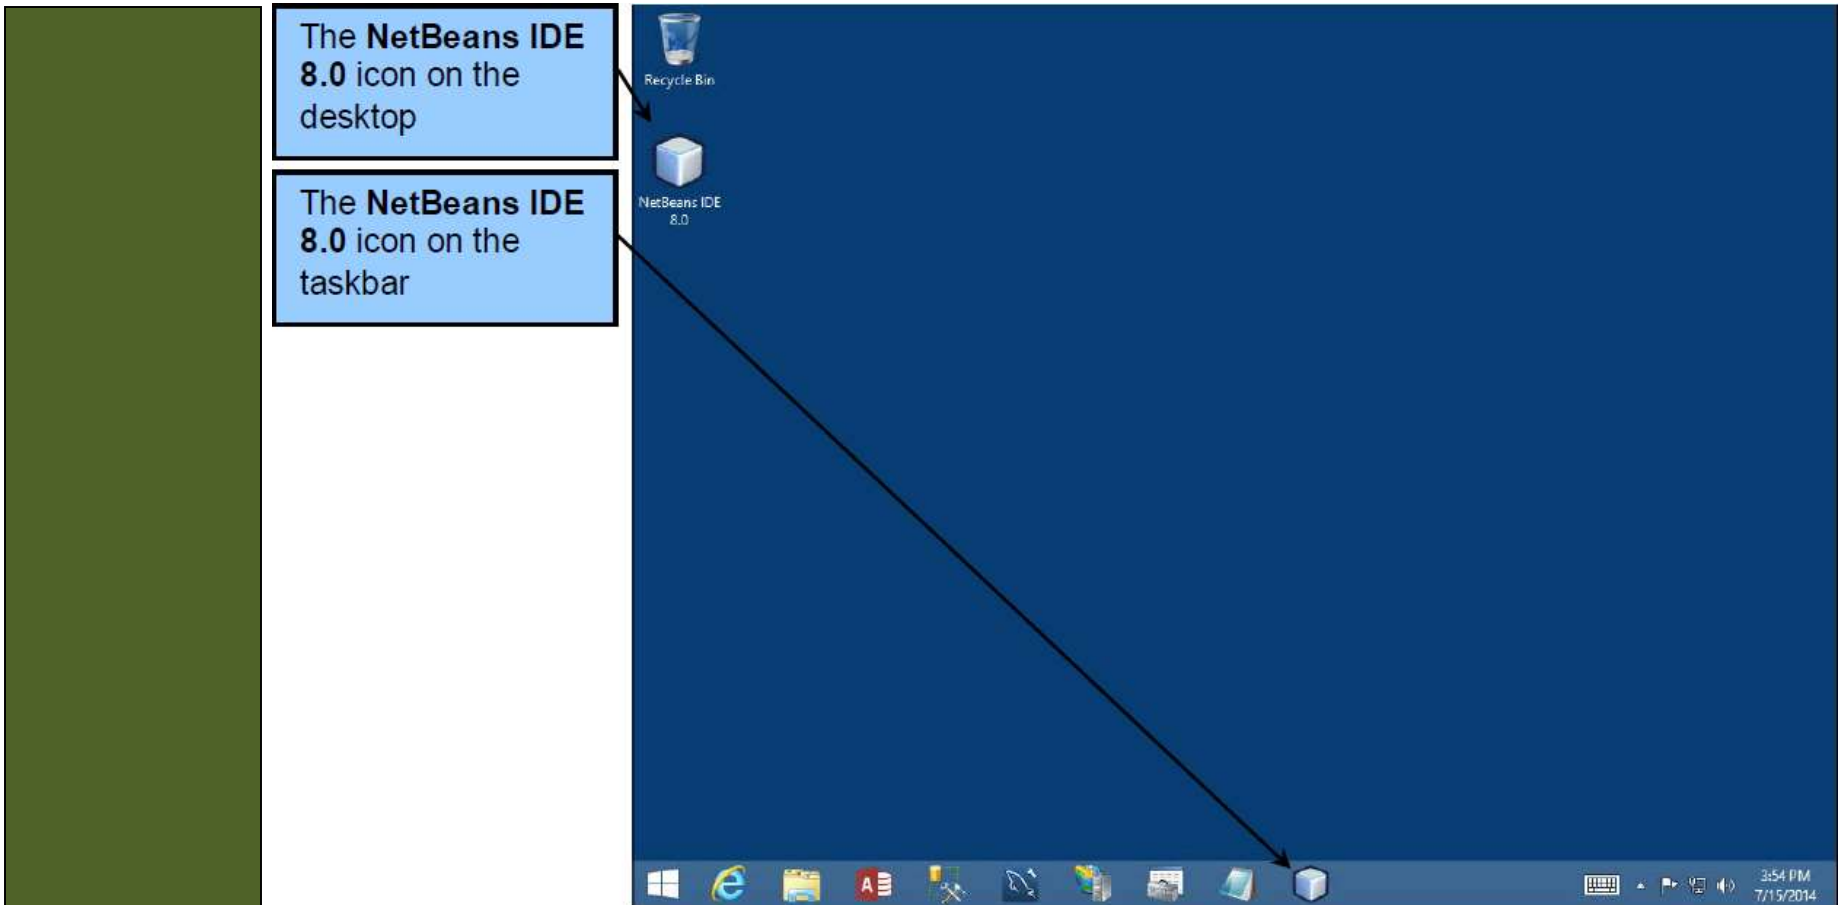 The NetBeans IDE
8.0 icon on the
desktop
The NetBeans IDE
8.0 icon on the
taskbar
Recycle Bin
NetBeans IDE
8.0
A
3:54 PM
7/15/2014